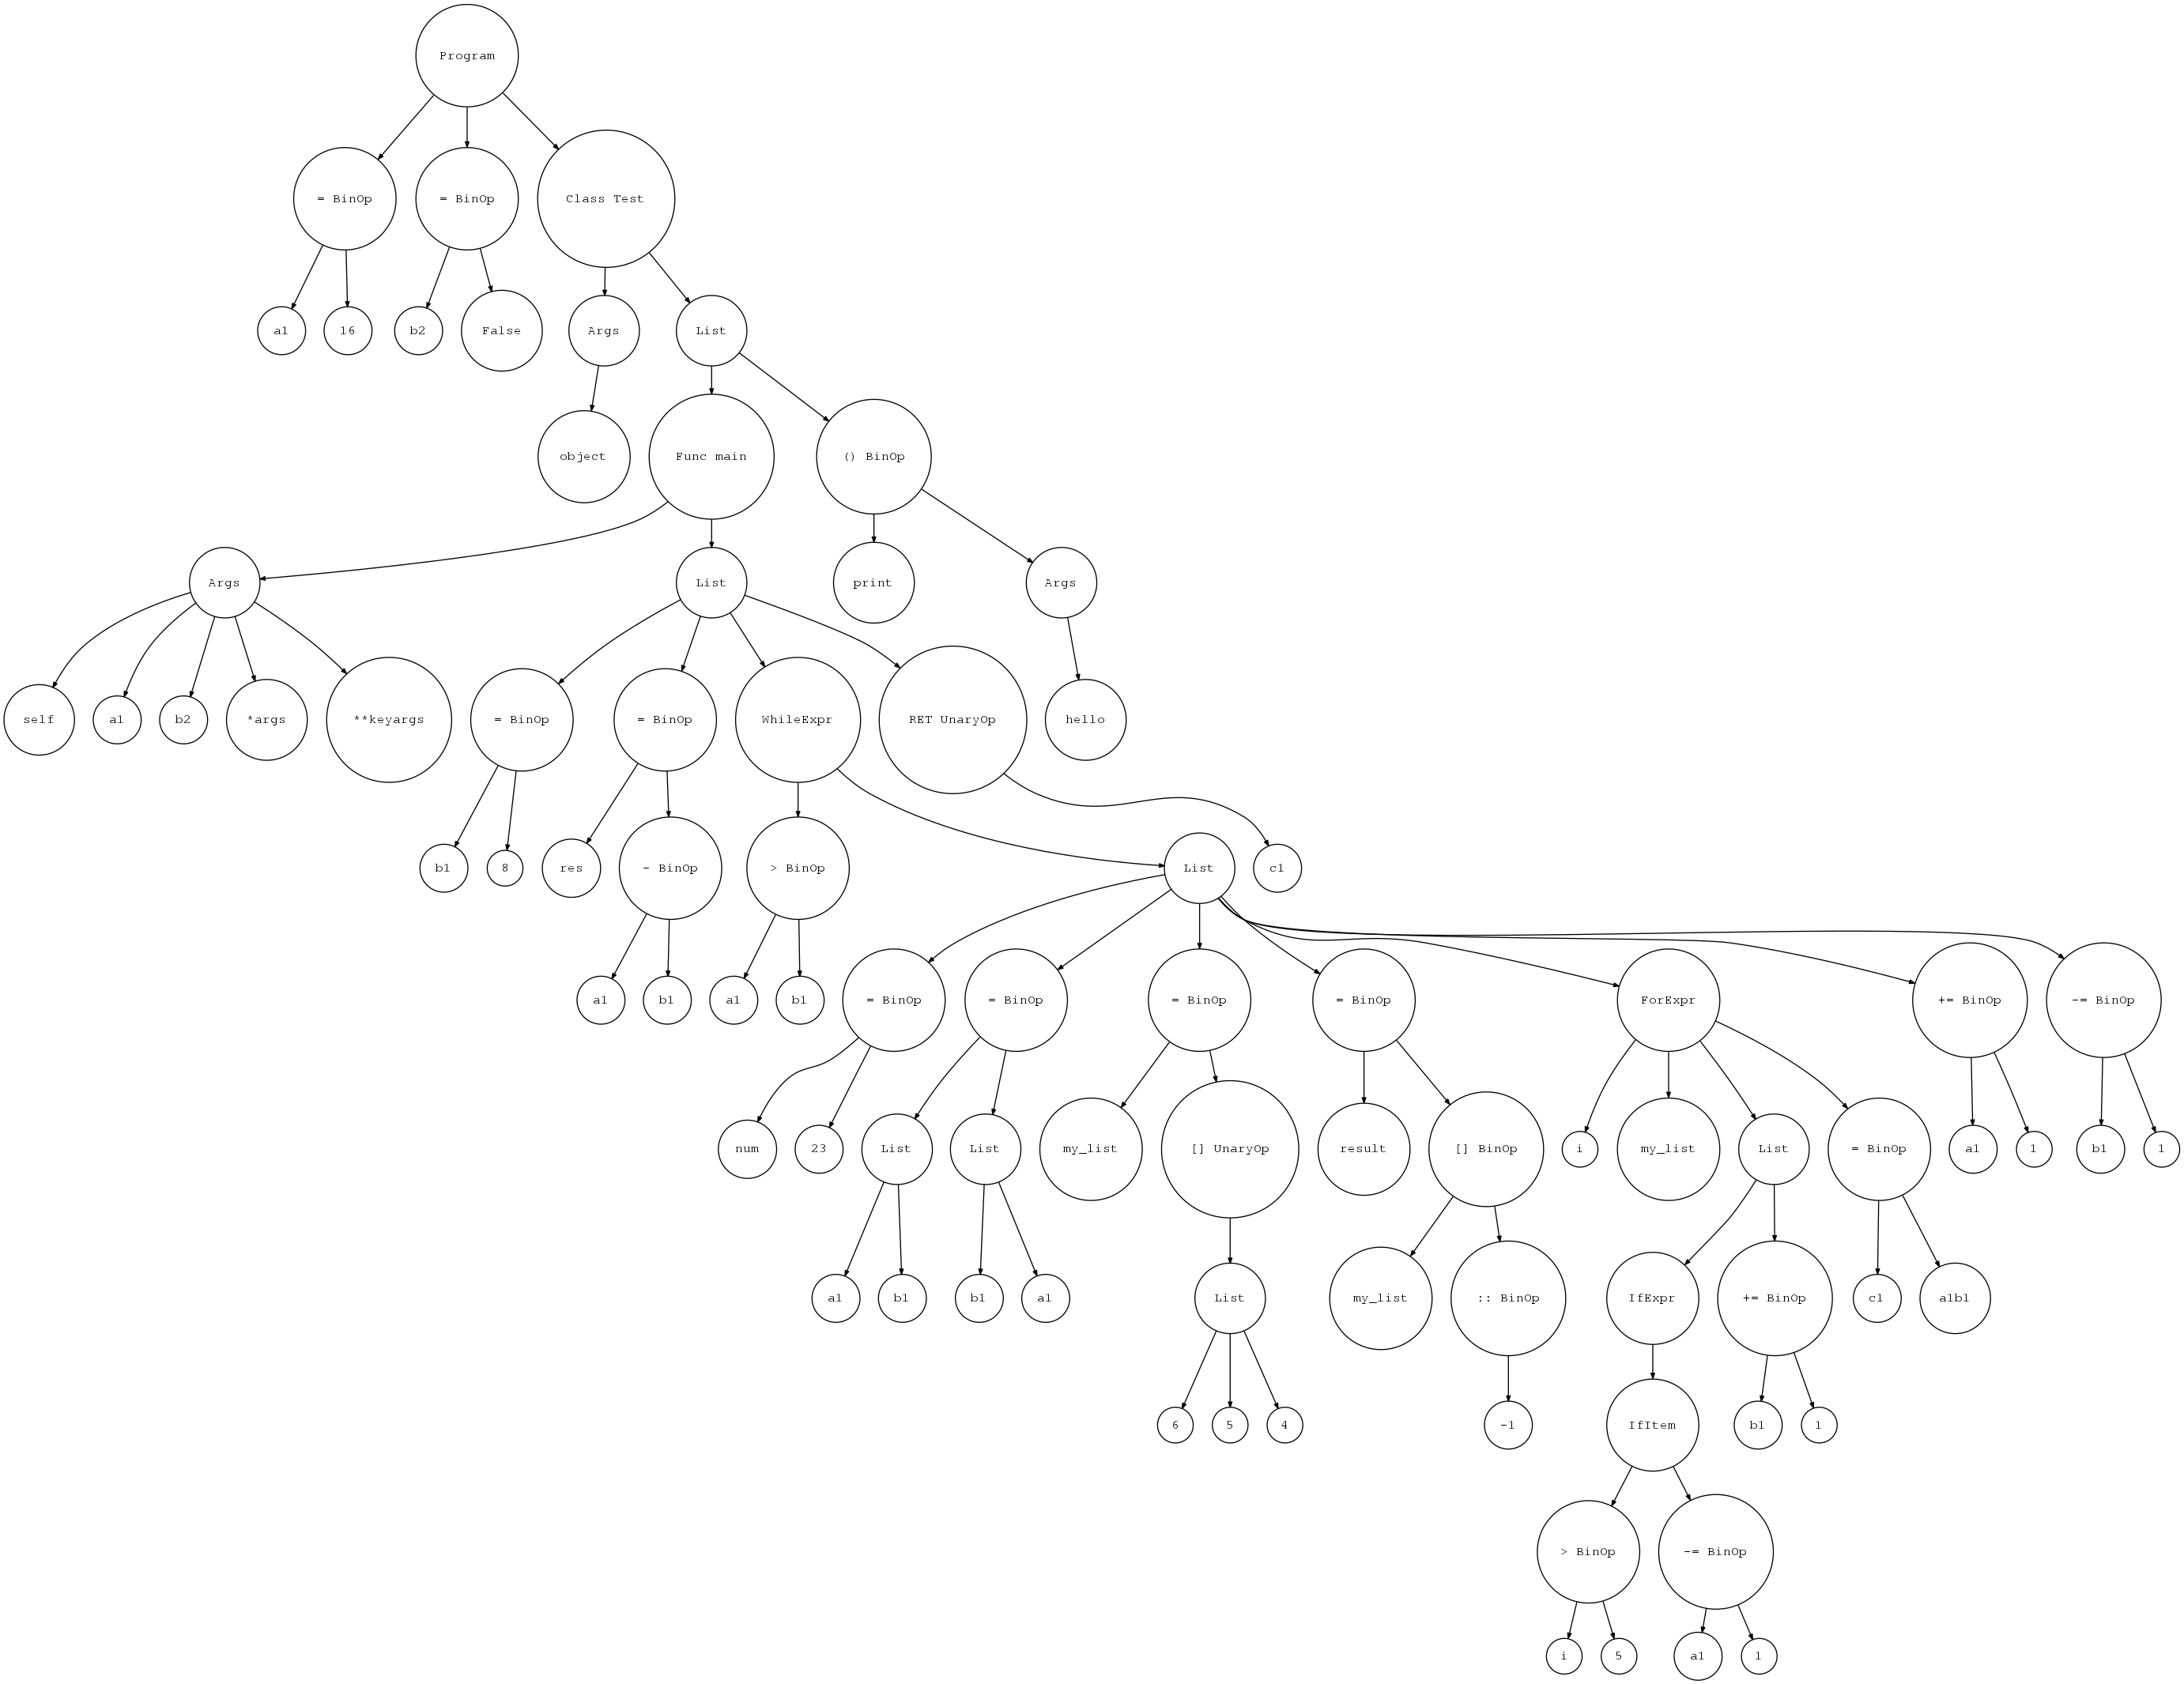 Program
= BinOp
= BinOp
Class Test
a1
16
b2
False
Args
List
object
Func main
() BinOp
Args
List
print
Args
self
a1
b2
*args
**keyargs
= BinOp
= BinOp
WhileExpr
RET UnaryOp
hello
b1
8
res
- BinOp
> BinOp
List
c1
a1
b1
a1
b1
= BinOp
= BinOp
= BinOp
= BinOp
ForExpr
+= BinOp
-= BinOp
num
23
List
List
my_list
[] UnaryOp
result
[] BinOp
i
my_list
List
= BinOp
a1
1
b1
1
a1
b1
b1
a1
List
my_list
:: BinOp
IfExpr
+= BinOp
c1
a1b1
6
5
4
-1
IfItem
b1
1
> BinOp
-= BinOp
i
5
a1
1